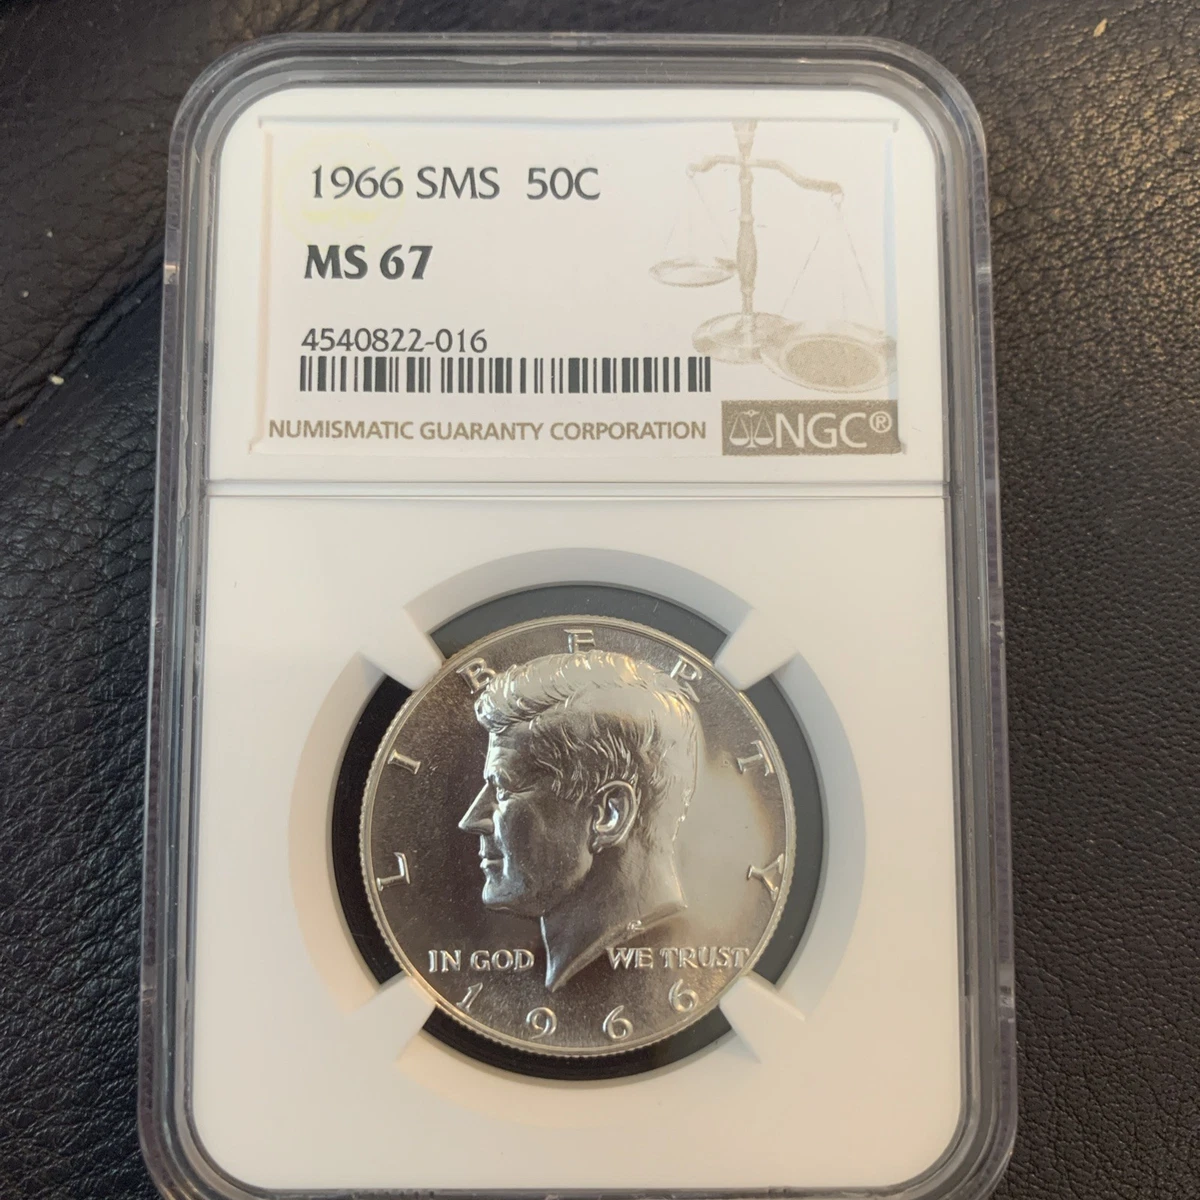 1966 SMS 50C
MS 67
4540822-016
NUMISMATIC GUARANTY CORPORATION NGC®
LIBERTY
IN GOD WE TRUST
1966